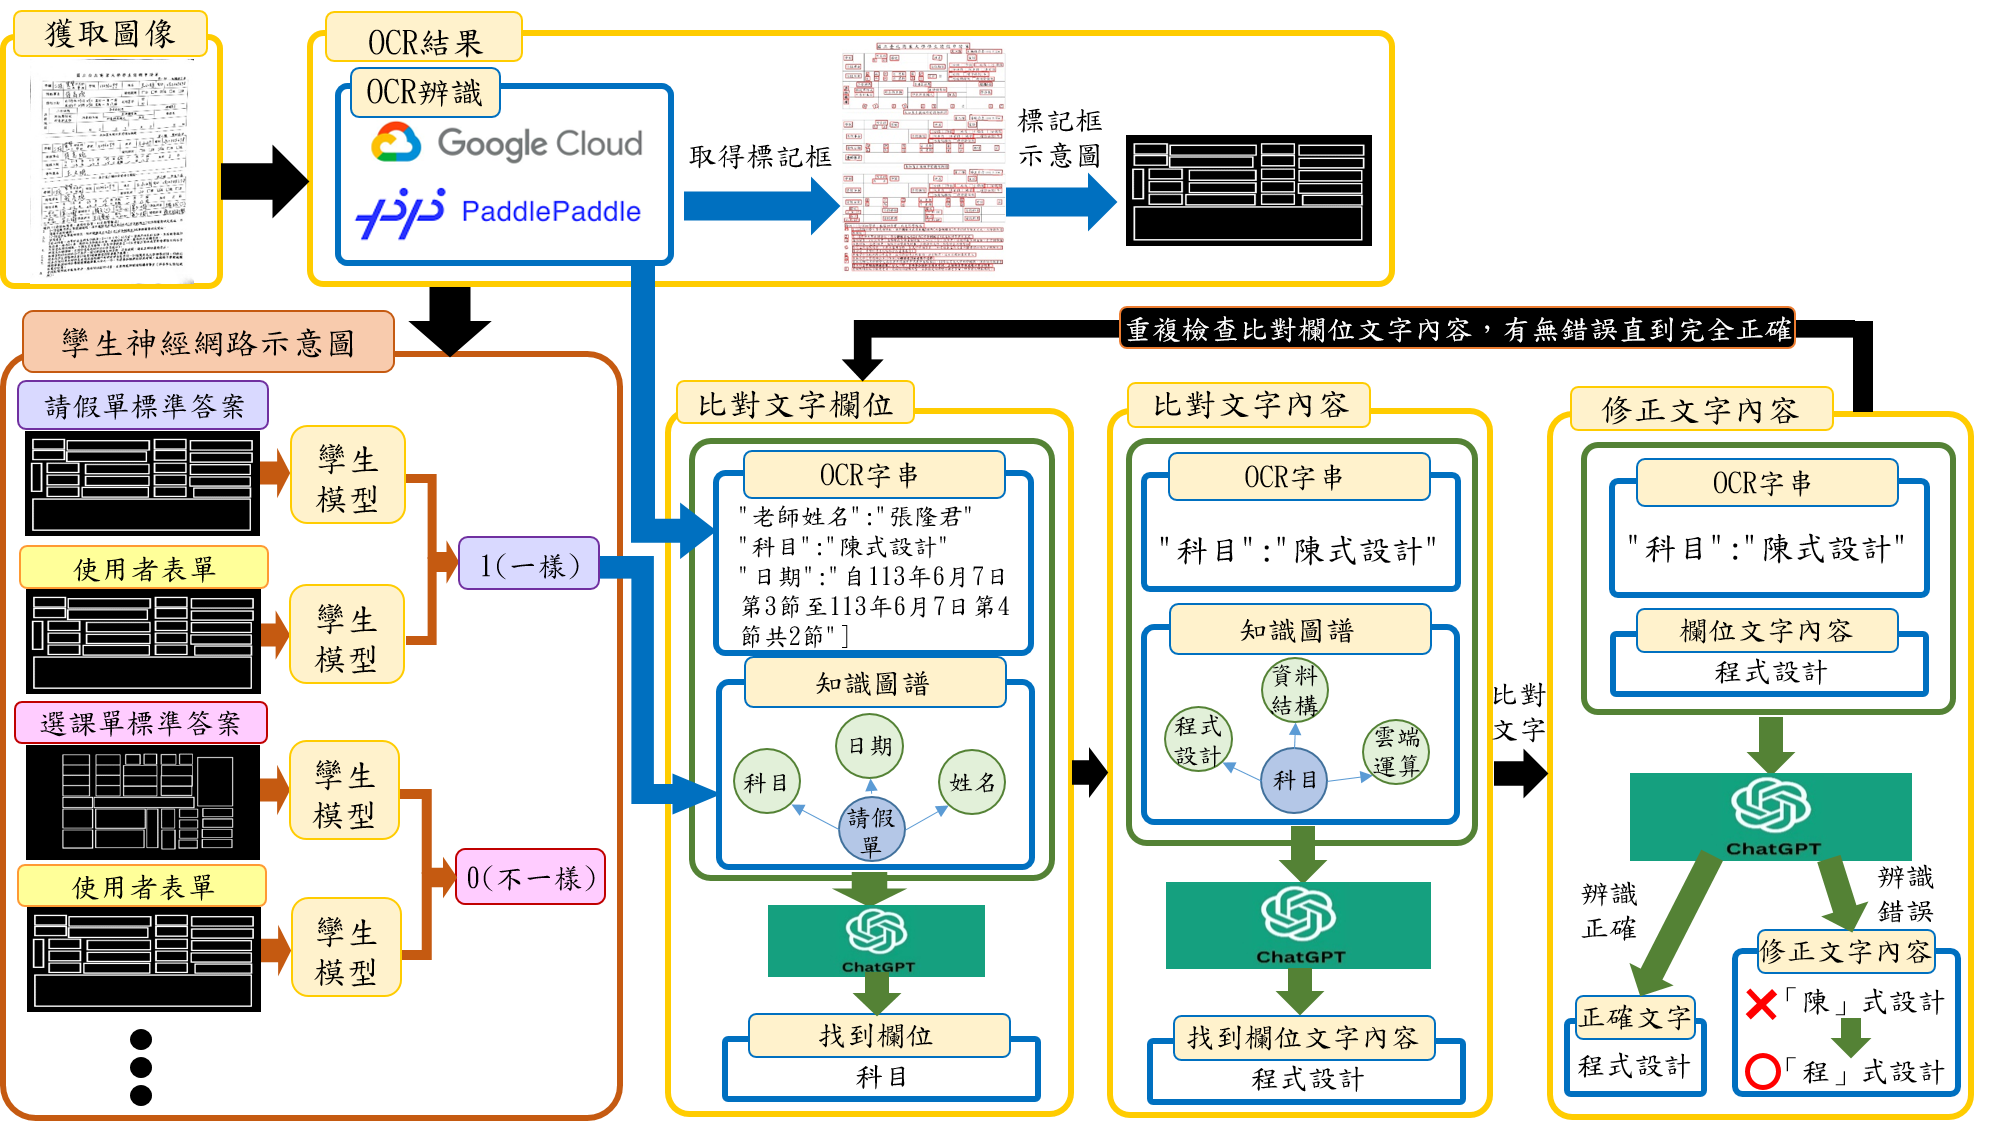 獲取圖像
OCR結果
OCR辨識
Google Cloud
PaddlePaddle
取得標記框
標記框
示意圖
孿生神經網路示意圖
請假單標準答案
孿生
模型
使用者表單
孿生
模型
1(一樣)
選課單標準答案
孿生
模型
使用者表單
孿生
模型
0(不一樣)
重複檢查比對欄位文字內容，有無錯誤直到完全正確
比對文字欄位
OCR字串
"老師姓名":"張隆君"
"科目":"陳式設計"
"日期":"自113年6月7日
第3節至113年6月7日第4
節共2節"]
知識圖譜
日期
科目
姓名
請假
單
ChatGPT
找到欄位
科目
比對文字內容
OCR字串
"科目":"陳式設計"
知識圖譜
資料
結構
程式
設計
雲端
運算
科目
ChatGPT
找到欄位文字內容
程式設計
比對
文字
修正文字內容
OCR字串
"科目":"陳式設計"
欄位文字內容
程式設計
ChatGPT
辨識
正確
辨識
錯誤
正確文字
程式設計
修正文字內容
「陳」式設計
「程」式設計